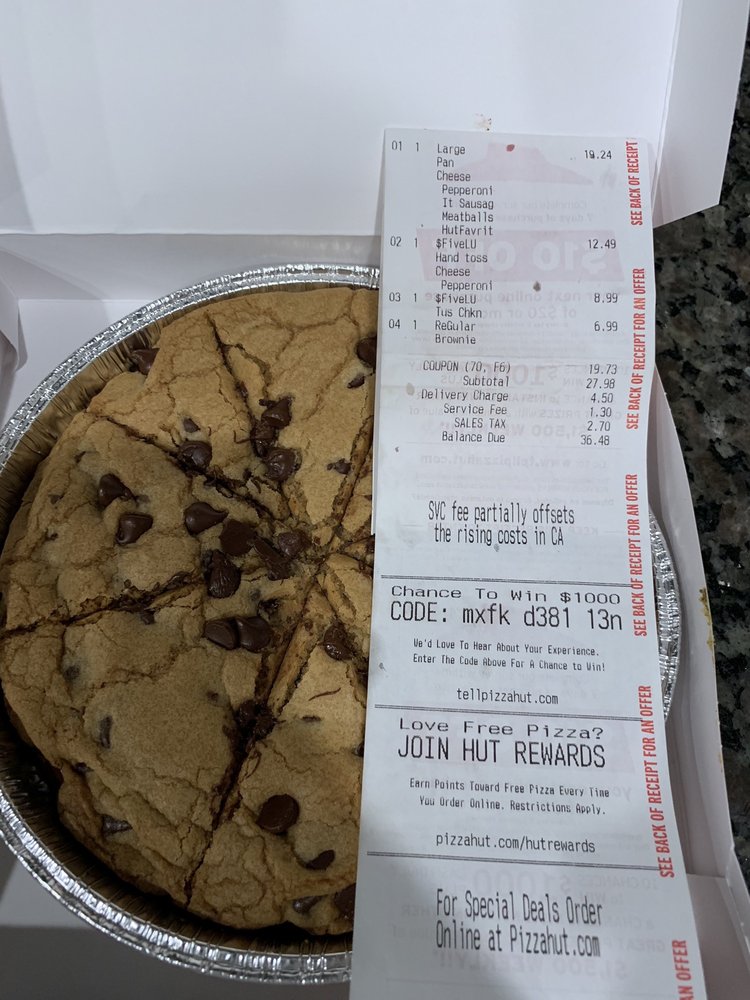 01 1 Large 19.24
Pan
Cheese
Pepperoni
It Sausag
Meatballs
HutFavrit
02 1 $FiveLU 12.49
Hand toss
Cheese
Pepperoni
03 1 $FiveLU 8.99
Tus Chkn
04 1 ReGular 6.99
Brownie
COUPON (70, F6) 19.73
Subtotal 27.98
Delivery Charge 4.50
Service Fee 1.30
SALES TAX 2.70
Balance Due 36.48
SVC fee partially offsets
the rising costs in CA
Chance To Win $1000
CODE: mxfk d381 13n
We'd Love To Hear About Your Experience.
Enter The Code Above For A Chance to Win!
tellpizzahut.com
Love Free Pizza?
JOIN HUT REWARDS
Earn Points Toward Free Pizza Every Time
You Order Online. Restrictions Apply.
pizzahut.com/hutrewards
For Special Deals Order
Online at Pizzahut.com
SEE BACK OF RECEIPT
SEE BACK OF RECEIPT FOR AN OFFER
SEE BACK OF RECEIPT FOR AN OFFER
SEE BACK OF RECEIPT FOR AN OFFER
AN OFFER